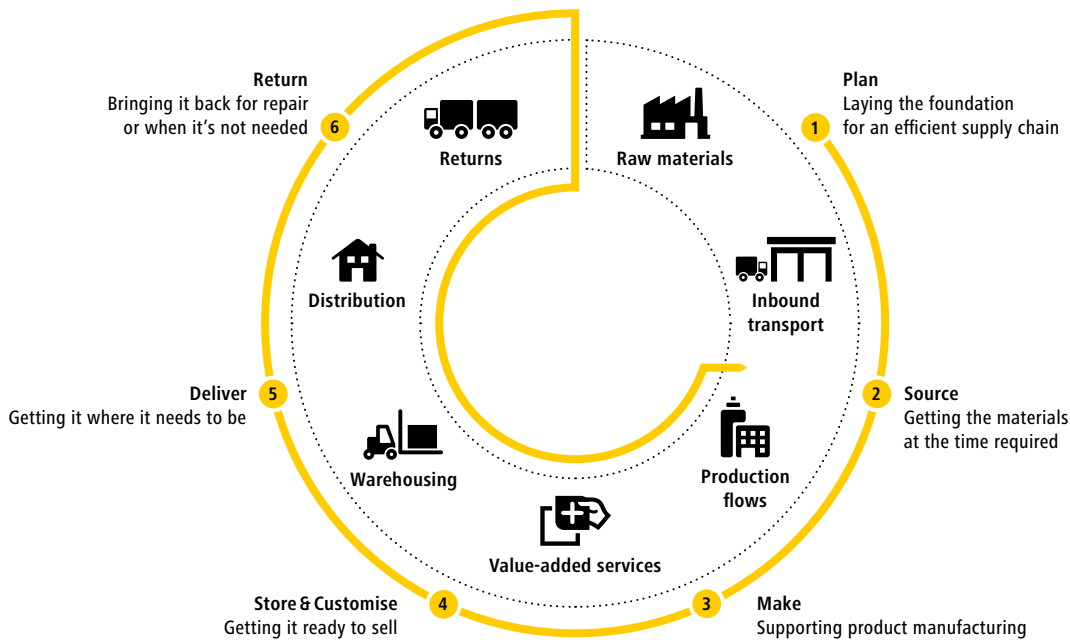 1
Plan
Laying the foundation
for an efficient supply chain
2
Source
Getting the materials
at the time required
3
Make
Supporting product manufacturing
4
Store & Customise
Getting it ready to sell
5
Deliver
Getting it where it needs to be
6
Return
Bringing it back for repair
or when it's not needed
Raw materials
Inbound
transport
Production
flows
Value-added services
Warehousing
Distribution
Returns